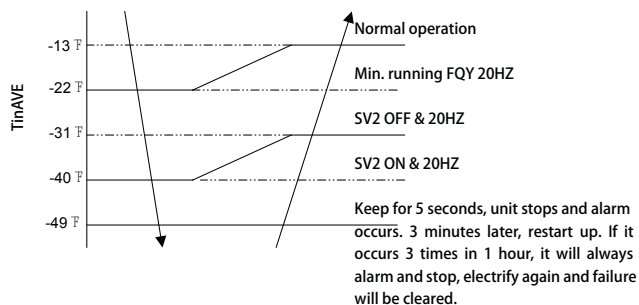 TinAVE
-13 ℉
-22 ℉
-31 ℉
-40 ℉
-49 ℉
Normal operation
Min. running FQY 20HZ
SV2 OFF & 20HZ
SV2 ON & 20HZ
Keep for 5 seconds, unit stops and alarm
occurs. 3 minutes later, restart up. If it
occurs 3 times in 1 hour, it will always
alarm and stop, electrify again and failure
will be cleared.